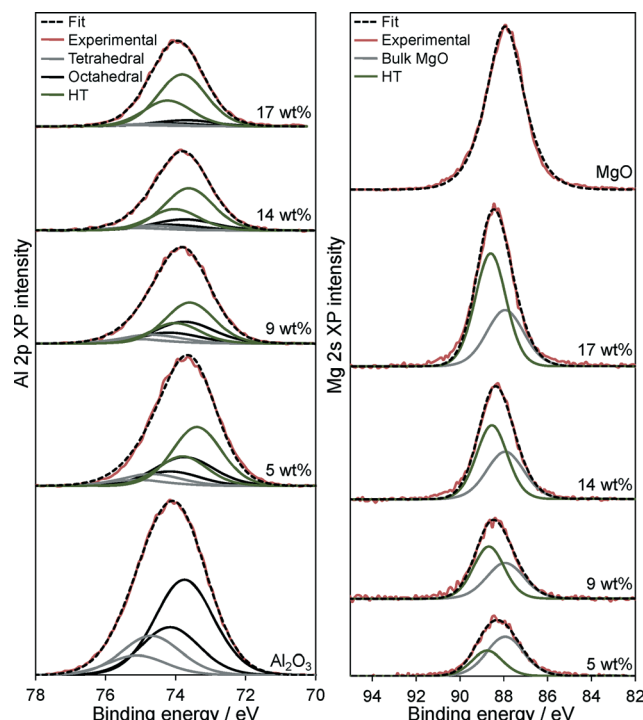 Fit
Experimental
Tetrahedral
Octahedral
HT
17 wt%
14 wt%
9 wt%
5 wt%
Al₂O₃
Al 2p XP intensity
78 76 74 72 70
Binding energy / eV
Fit
Experimental
Bulk MgO
HT
MgO
17 wt%
14 wt%
9 wt%
5 wt%
Mg 2s XP intensity
94 92 90 88 86 84 82
Binding energy / eV